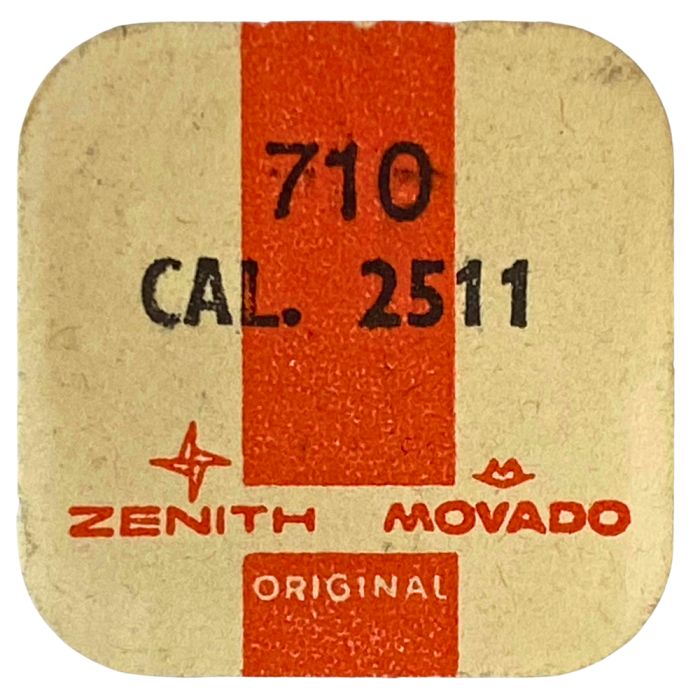 710
CAL. 2511
ZENITH MOVADO
ORIGINAL